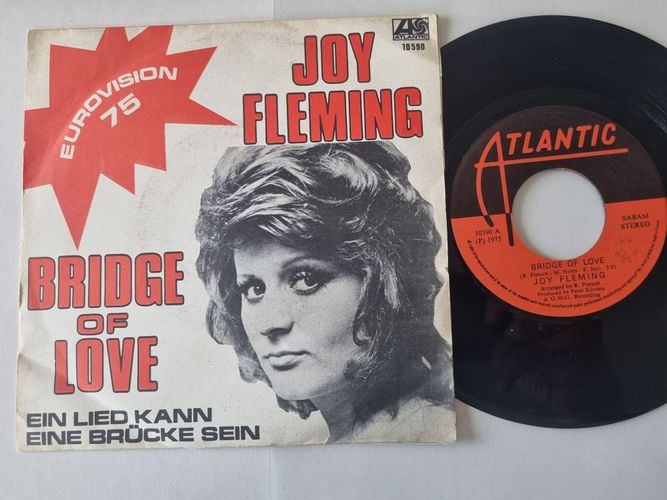 EUROVISION
75
ATLANTIC
10590
JOY
FLEMING
BRIDGE
OF
LOVE
EIN LIED KANN
EINE BRÜCKE SEIN
ATLANTIC
10590 A
(P) 1975
SABAM
STEREO
BRIDGE OF LOVE
JOY FLEMING
Arranged by R. Pietsch
Produced by Peter Kirsten
A G.M.G. Recording